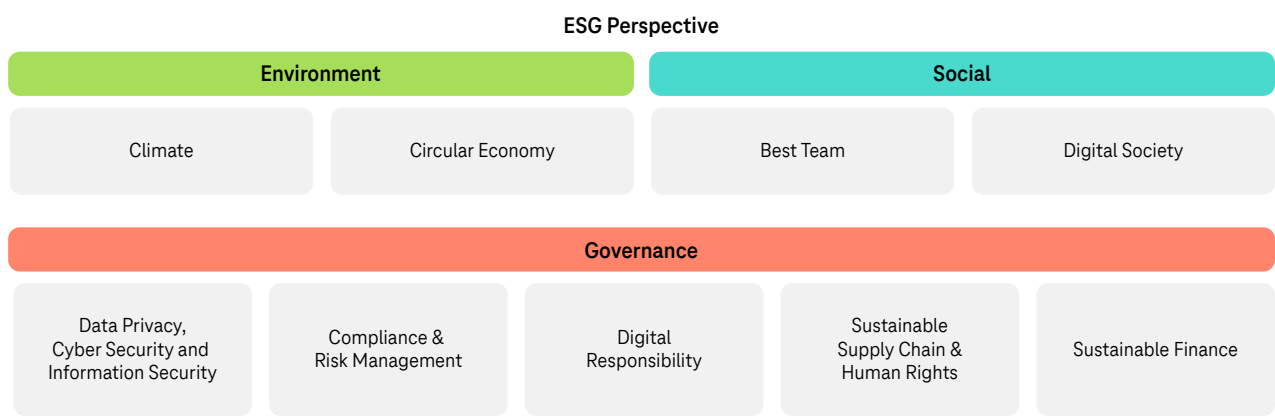 ESG Perspective
Environment
Social
Climate
Circular Economy
Best Team
Digital Society
Governance
Data Privacy,
Cyber Security and
Information Security
Compliance &
Risk Management
Digital
Responsibility
Sustainable
Supply Chain &
Human Rights
Sustainable Finance